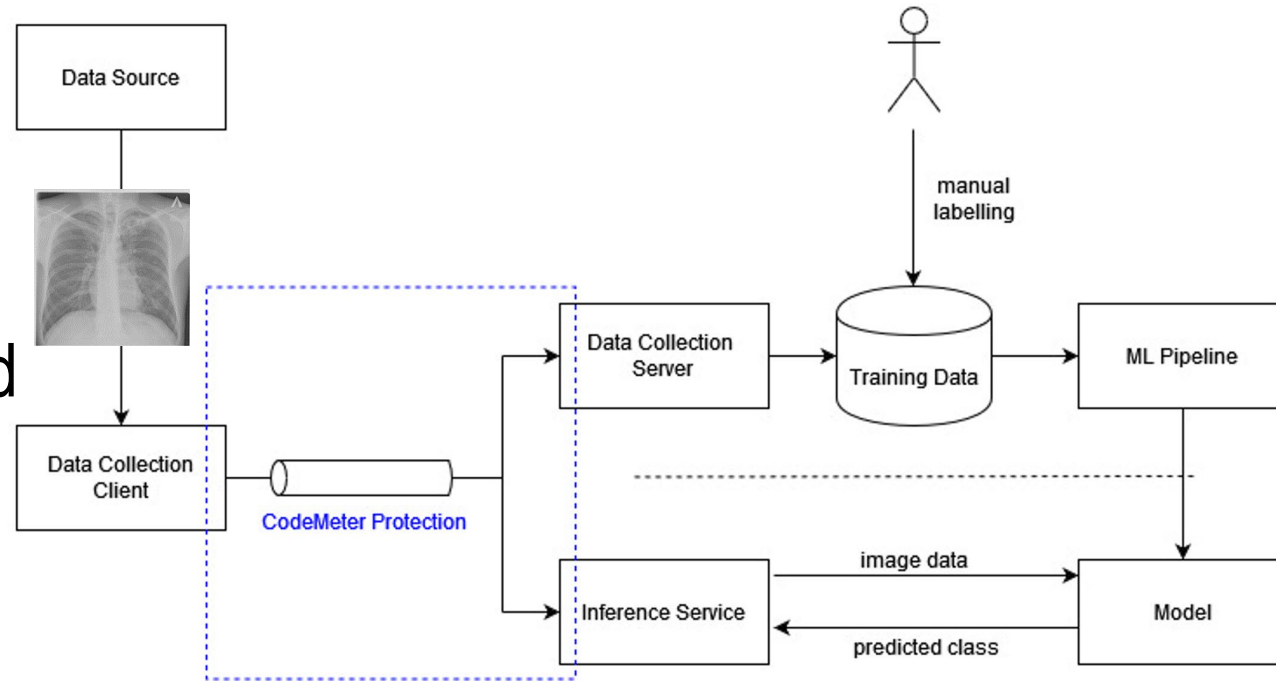 Data Source
manual
labelling
d
Data Collection
Server
Training Data
ML Pipeline
Data Collection
Client
CodeMeter Protection
image data
Inference Service
Model
predicted class